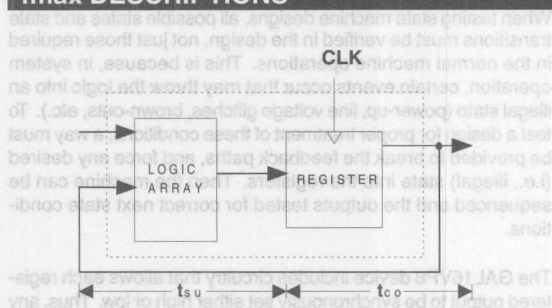 fmax DESCRIPTIONS
When testing state machine designs, all possible states and state
transitions must be verified in the design, not just those required
in the normal machine operations. This is because, in system
operation, certain events occur that may throw the logic into an
illegal state (power-up, line voltage glitches, brown-outs, etc.). To
test a design for proper treatment of these conditions, a way must
be provided to break the feedback paths, and force any desired
(i.e., illegal) state into the registers. Then the machine can be
sequenced and the outputs tested for correct next state condi-
tions.
CLK
LOGIC
ARRAY
REGISTER
tsu
tco
The GAL16VP8 device includes circuitry that allows each regis-
tered output to be synchronously set either high or low. Thus, any